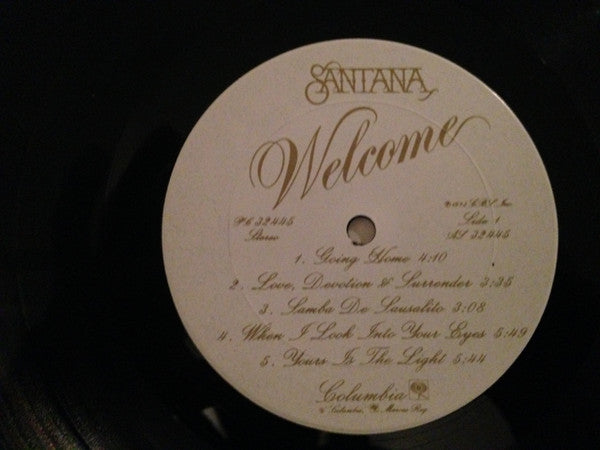 SANTANA
Welcome
PC 32445
Stereo
Side 1
AL 32445
1. Going Home 4:10
2. Love, Devotion & Surrender 3:35
3. Samba De Sausalito 3:08
4. When I Look Into Your Eyes 5:49
5. Yours Is The Light 5:44
Columbia